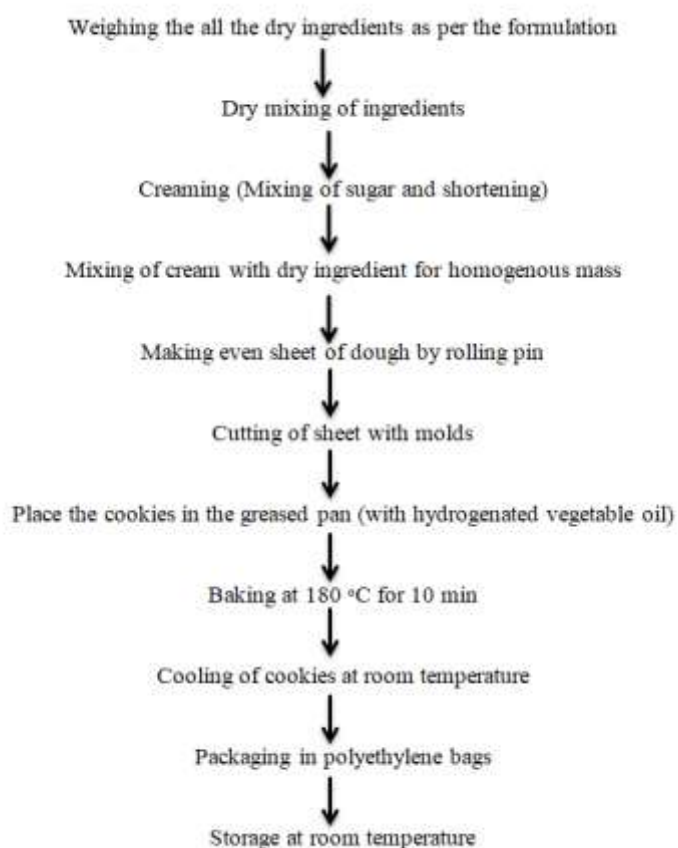 Weighing the all the dry ingredients as per the formulation
Dry mixing of ingredients
Creaming (Mixing of sugar and shortening)
Mixing of cream with dry ingredient for homogenous mass
Making even sheet of dough by rolling pin
Cutting of sheet with molds
Place the cookies in the greased pan (with hydrogenated vegetable oil)
Baking at 180 °C for 10 min
Cooling of cookies at room temperature
Packaging in polyethylene bags
Storage at room temperature